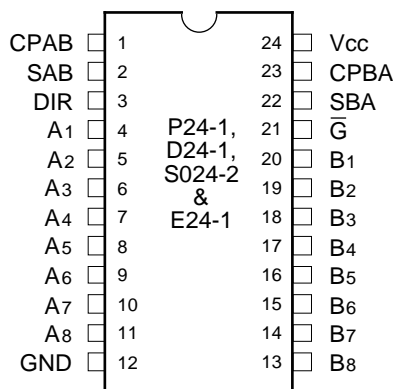 CPAB 1 24 Vcc
SAB 2 23 CPBA
DIR 3 22 SBA
A1 4 P24-1, 21 G̅
A2 5 D24-1, 20 B1
A3 6 S024-2 19 B2
A4 7 & 18 B3
A5 8 E24-1 17 B4
A6 9 16 B5
A7 10 15 B6
A8 11 14 B7
GND 12 13 B8